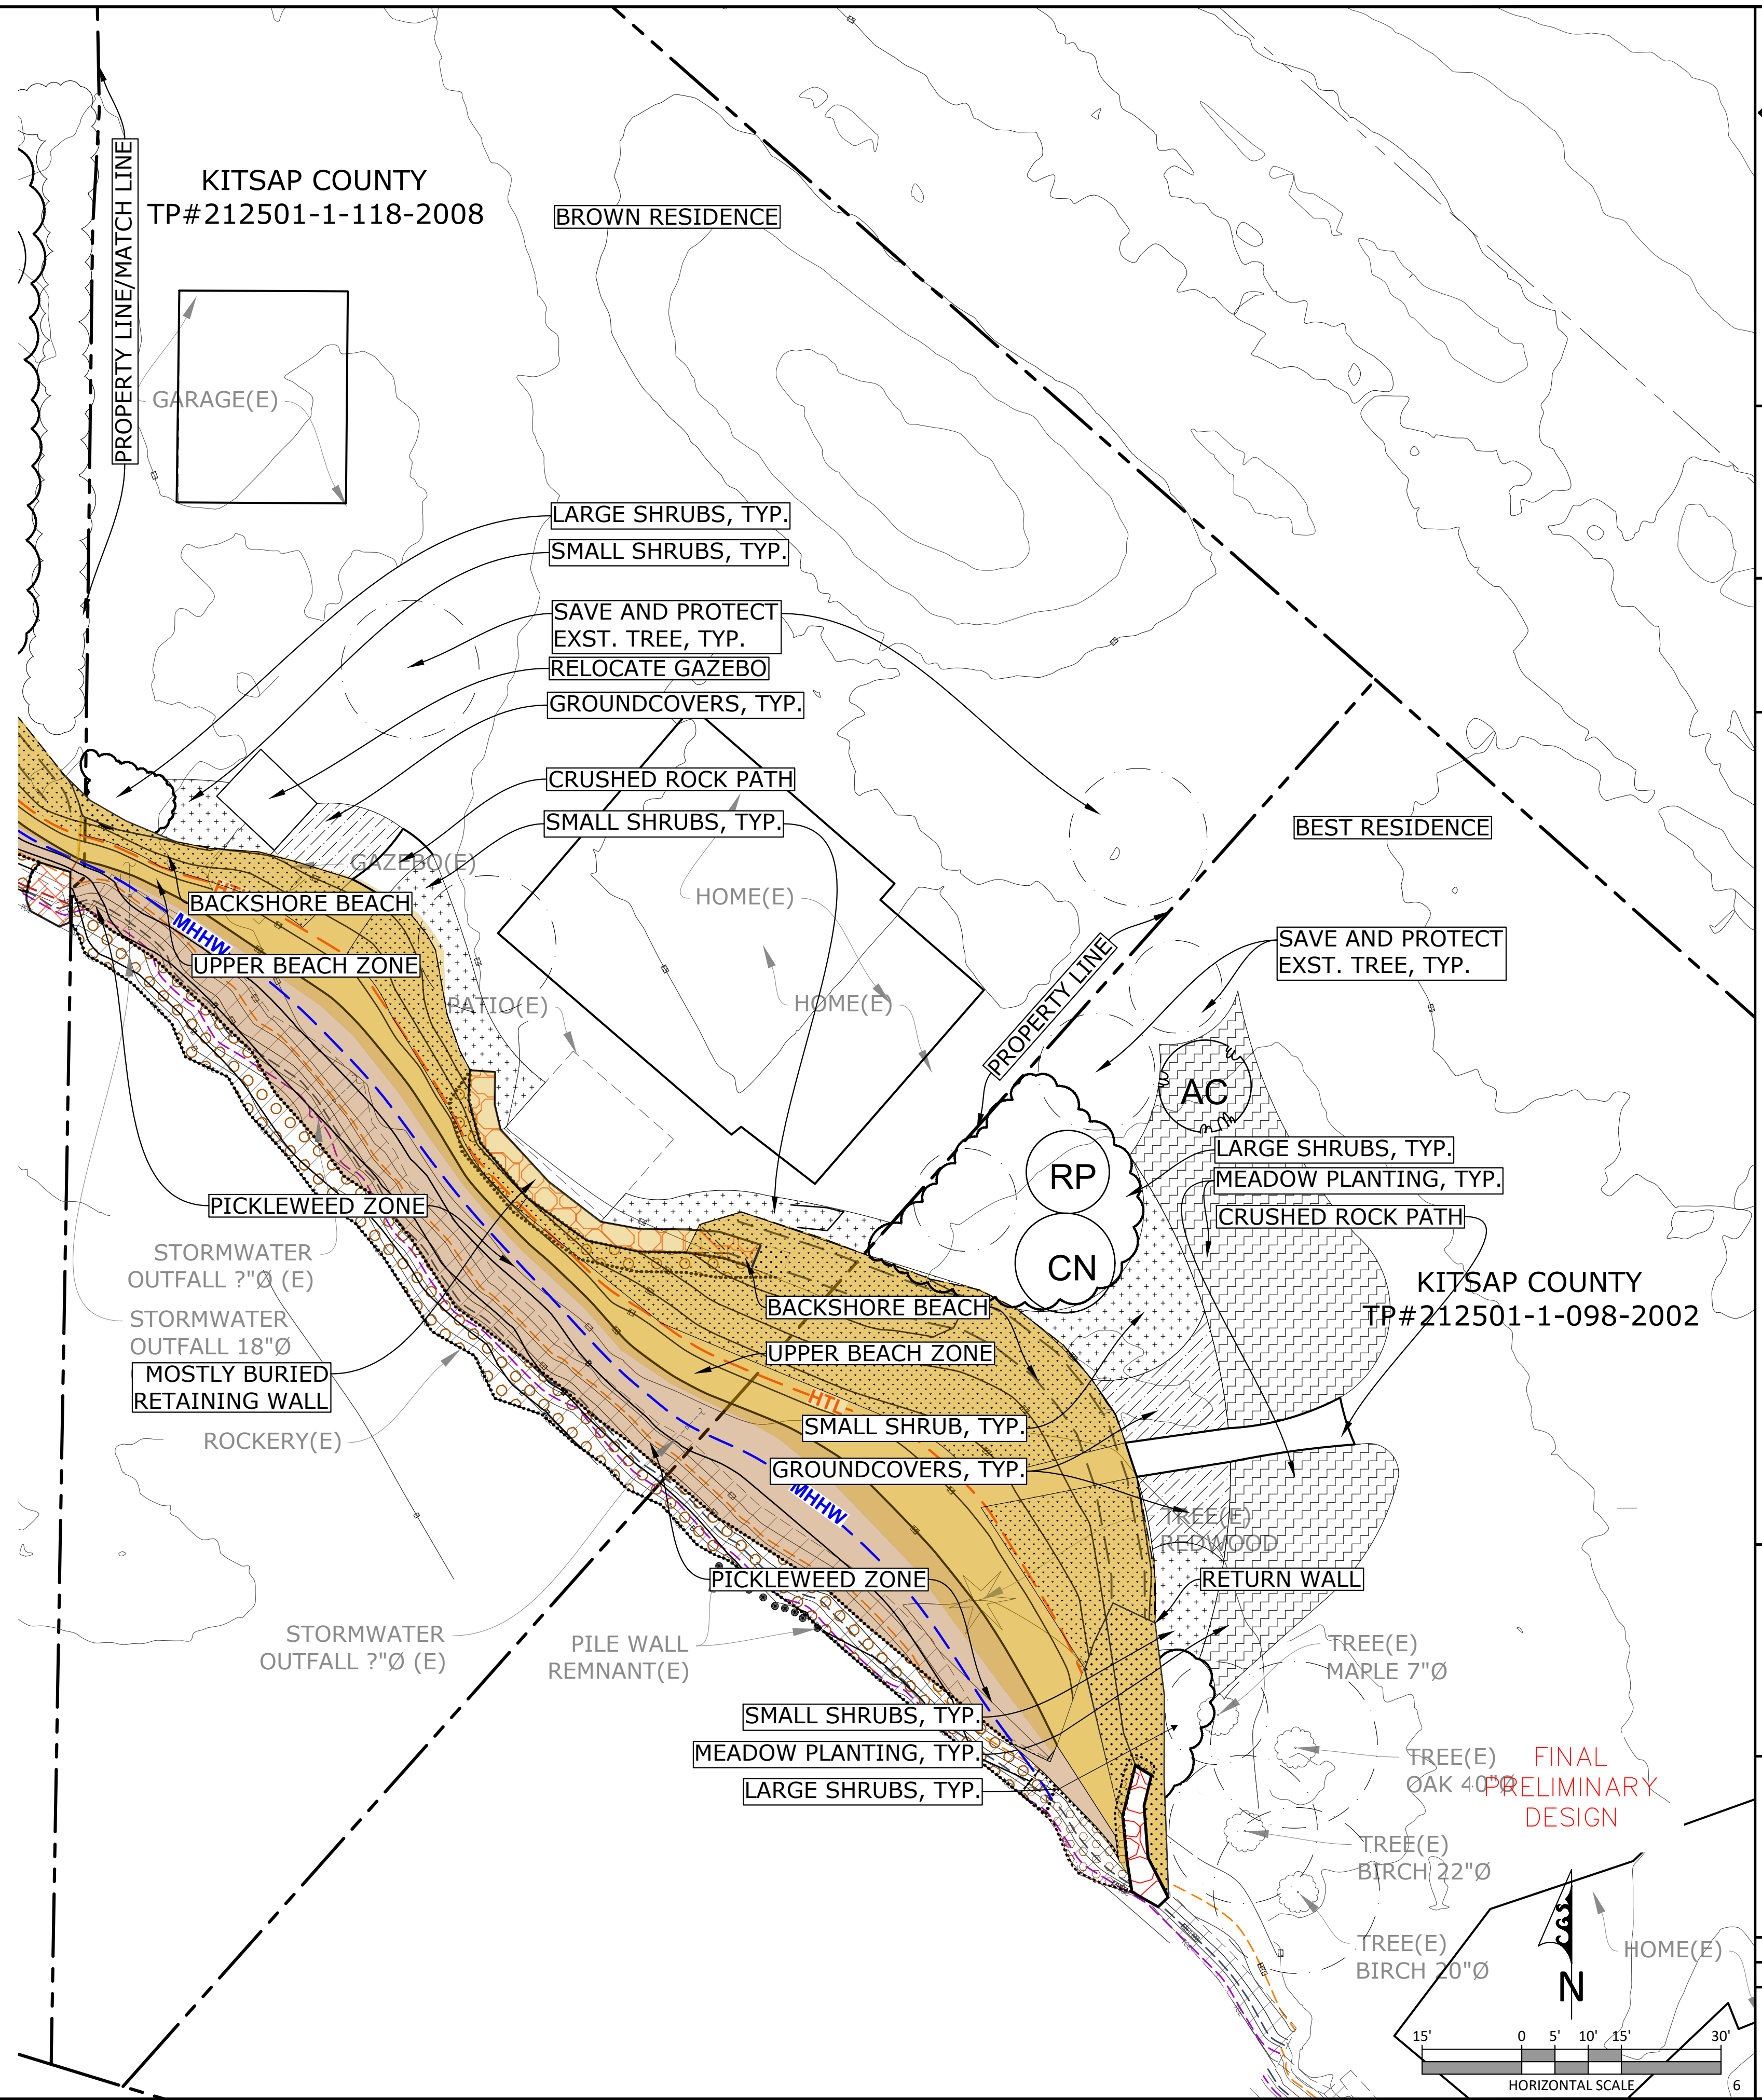 PROPERTY LINE/MATCH LINE
KITSAP COUNTY
TP#212501-1-118-2008
BROWN RESIDENCE
GARAGE(E)
LARGE SHRUBS, TYP.
SMALL SHRUBS, TYP.
SAVE AND PROTECT
EXST. TREE, TYP.
RELOCATE GAZEBO
GROUNDCOVERS, TYP.
CRUSHED ROCK PATH
SMALL SHRUBS, TYP.
BEST RESIDENCE
GAZEBO(E)
HOME(E)
BACKSHORE BEACH
MHHW
UPPER BEACH ZONE
SAVE AND PROTECT
EXST. TREE, TYP.
PATIO(E)
HOME(E)
PROPERTY LINE
AC
LARGE SHRUBS, TYP.
MEADOW PLANTING, TYP.
CRUSHED ROCK PATH
RP
CN
PICKLEWEED ZONE
STORMWATER
OUTFALL ?"Ø (E)
STORMWATER
OUTFALL 18"Ø
KITSAP COUNTY
TP#212501-1-098-2002
BACKSHORE BEACH
UPPER BEACH ZONE
MOSTLY BURIED
RETAINING WALL
HTL
SMALL SHRUB, TYP.
ROCKERY(E)
GROUNDCOVERS, TYP.
MHHW
TREE(E)
REDWOOD
PICKLEWEED ZONE
RETURN WALL
STORMWATER
OUTFALL ?"Ø (E)
PILE WALL
REMNANT(E)
TREE(E)
MAPLE 7"Ø
SMALL SHRUBS, TYP.
MEADOW PLANTING, TYP.
LARGE SHRUBS, TYP.
TREE(E)
OAK 40"Ø
FINAL
PRELIMINARY
DESIGN
TREE(E)
BIRCH 22"Ø
TREE(E)
BIRCH 20"Ø
HOME(E)
CGS
N
15' 0 5' 10' 15' 30'
HORIZONTAL SCALE
6